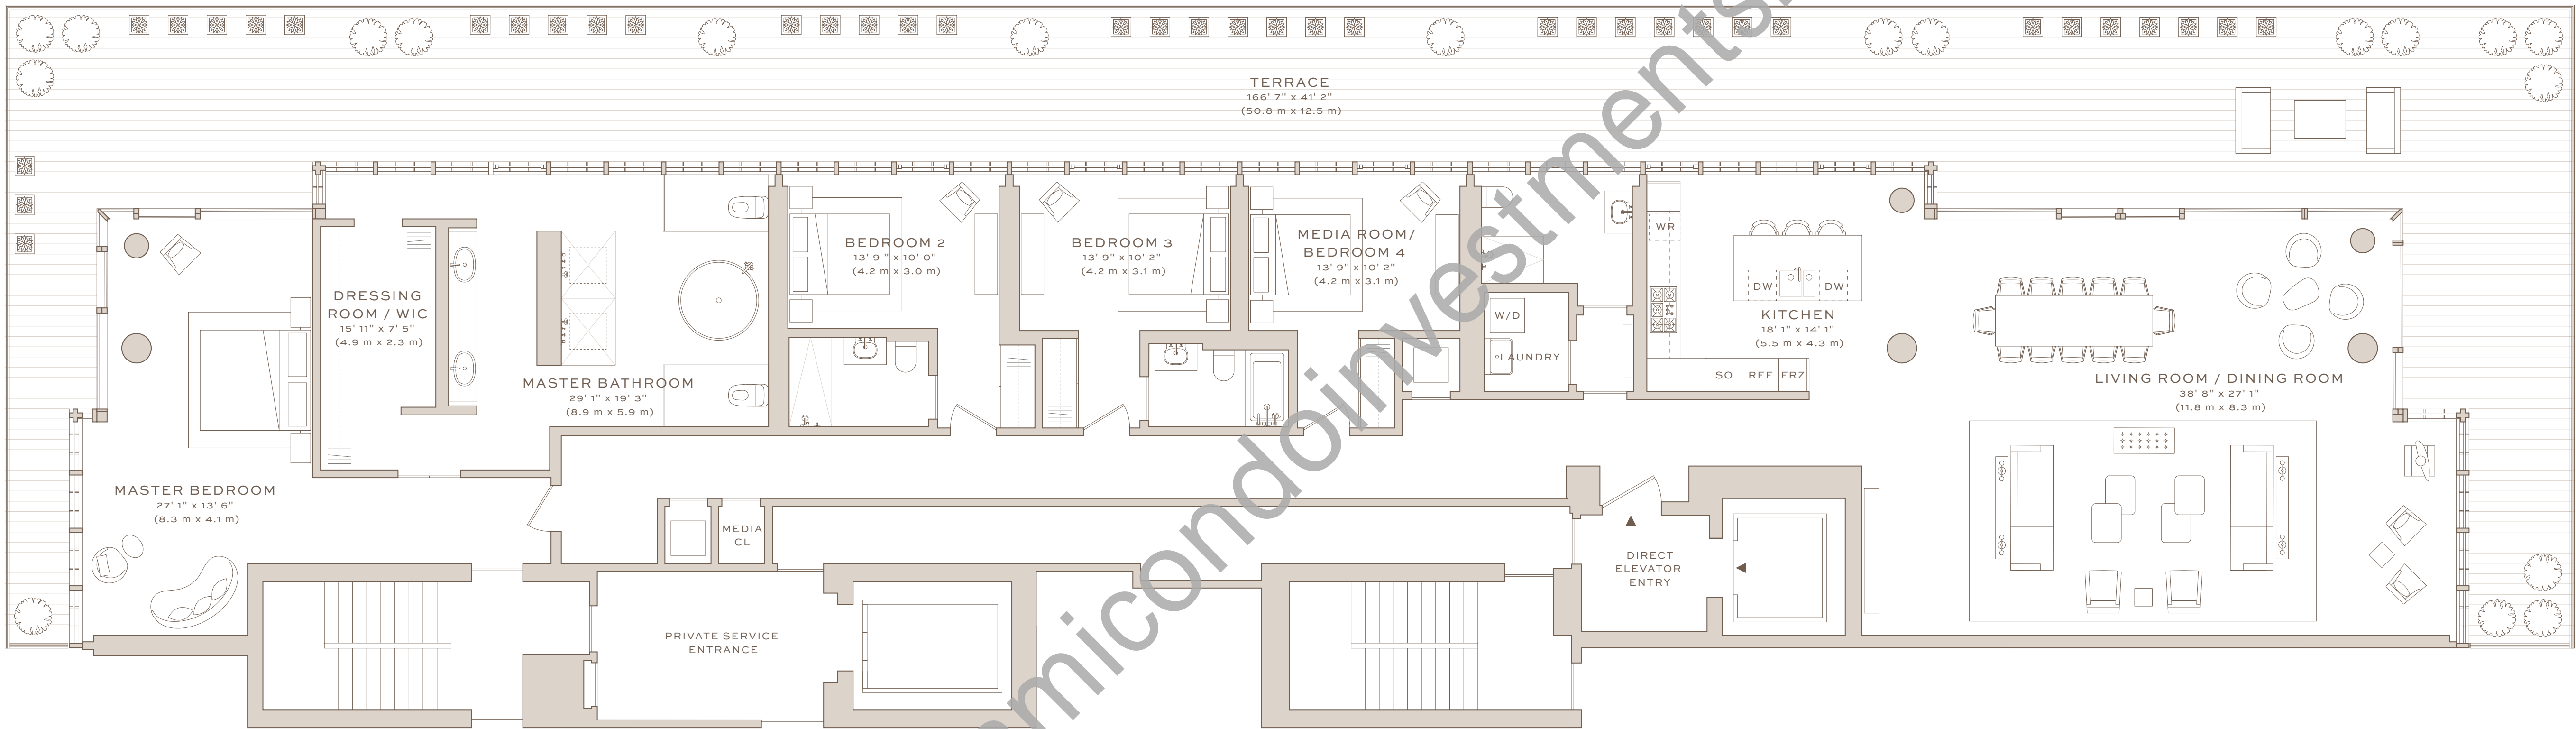 TERRACE
166' 7" x 41' 2"
(50.8 m x 12.5 m)
BEDROOM 2
13' 9 " x 10' 0"
(4.2 m x 3.0 m)
BEDROOM 3
13' 9" x 10' 2"
(4.2 m x 3.1 m)
MEDIA ROOM/
BEDROOM 4
13' 9" x 10' 2"
(4.2 m x 3.1 m)
WR
DW
DW
KITCHEN
18' 1" x 14' 1"
(5.5 m x 4.3 m)
DRESSING
ROOM / WIC
15' 11" x 7' 5"
(4.9 m x 2.3 m)
W/D
LAUNDRY
SO
REF
FRZ
MASTER BATHROOM
29' 1" x 19' 3"
(8.9 m x 5.9 m)
LIVING ROOM / DINING ROOM
38' 8" x 27' 1"
(11.8 m x 8.3 m)
MASTER BEDROOM
27' 1" x 13' 6"
(8.3 m x 4.1 m)
MEDIA
CL
DIRECT
ELEVATOR
ENTRY
PRIVATE SERVICE
ENTRANCE
micondoinvestments